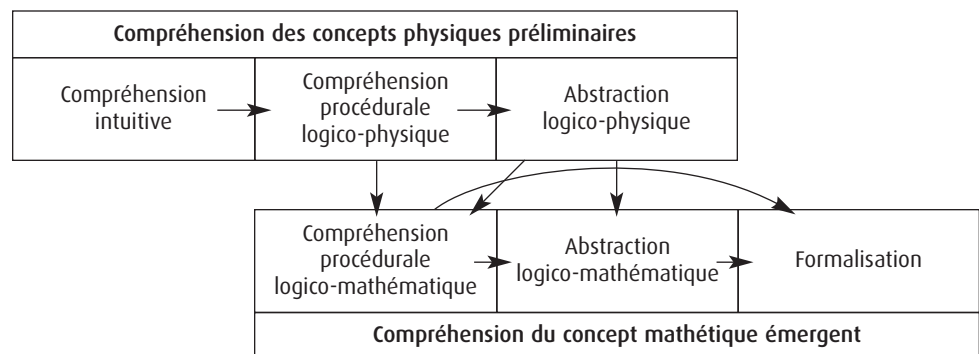 Compréhension des concepts physiques préliminaires
Compréhension
intuitive
Compréhension
procédurale
logico-physique
Abstraction
logico-physique
Compréhension
procédurale
logico-mathématique
Abstraction
logico-mathématique
Formalisation
Compréhension du concept mathétique émergent